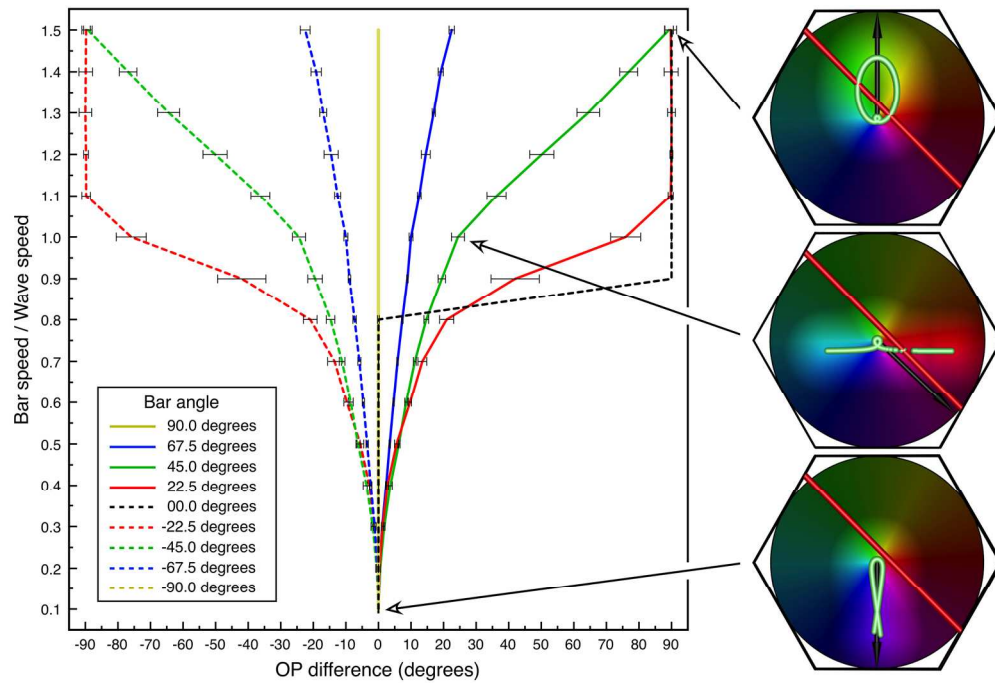 Bar speed / Wave speed
1.5
1.4
1.3
1.2
1.1
1.0
0.9
0.8
0.7
0.6
0.5
0.4
0.3
0.2
0.1
Bar angle
90.0 degrees
67.5 degrees
45.0 degrees
22.5 degrees
00.0 degrees
-22.5 degrees
-45.0 degrees
-67.5 degrees
-90.0 degrees
-90 -80 -70 -60 -50 -40 -30 -20 -10 0 10 20 30 40 50 60 70 80 90
OP difference (degrees)